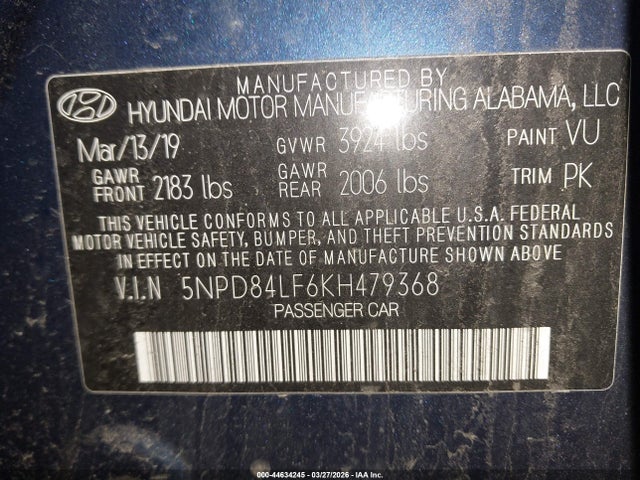 MANUFACTURED BY
HYUNDAI MOTOR MANUFACTURING ALABAMA, LLC
Mar/13/19 GVWR 3924 lbs PAINT VU
GAWR FRONT 2183 lbs GAWR REAR 2006 lbs TRIM PK
THIS VEHICLE CONFORMS TO ALL APPLICABLE U.S.A. FEDERAL
MOTOR VEHICLE SAFETY, BUMPER, AND THEFT PREVENTION STANDARDS
IN EFFECT ON THE DATE OF MANUFACTURE SHOWN ABOVE
V.I.N 5NPD84LF6KH479368
PASSENGER CAR
000-44634245 - 03/27/2026 - © IAA Inc.